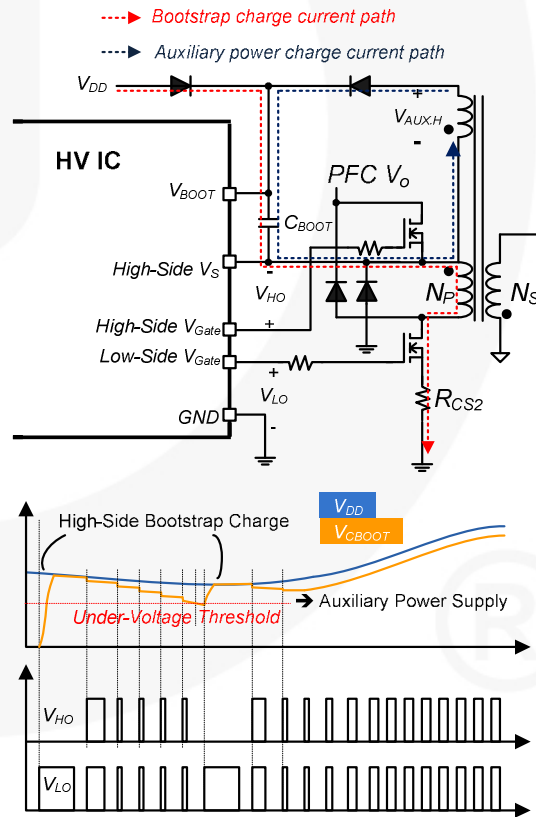 Bootstrap charge current path
Auxiliary power charge current path
VDD
+
VAUX.H
-
HV IC
PFC Vo
VBOOT
CBOOT
High-Side VS
-
VHO
+
NP
NS
High-Side VGate
Low-Side VGate
+
VLO
-
RCS2
GND
VDD
VCBOOT
High-Side Bootstrap Charge
Auxiliary Power Supply
Under-Voltage Threshold
VHO
VLO
®